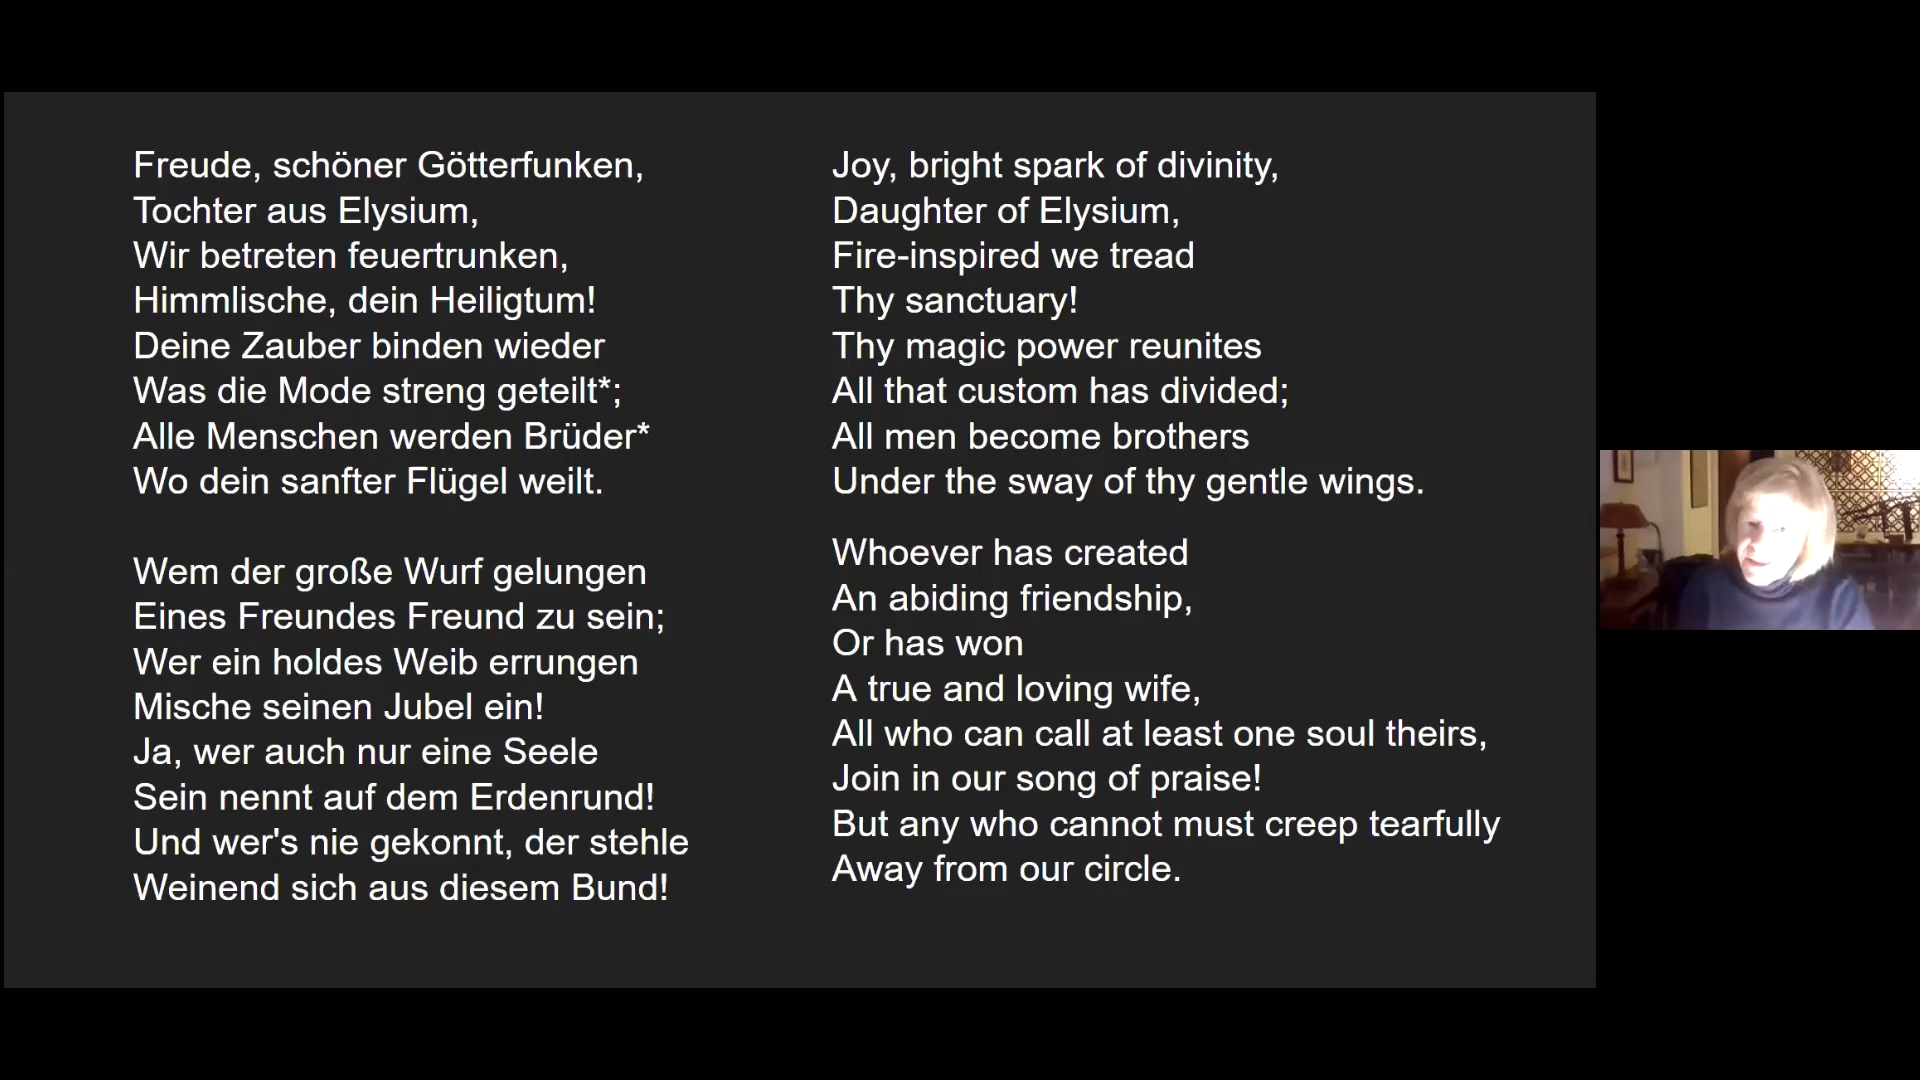 Freude, schöner Götterfunken,
Tochter aus Elysium,
Wir betreten feuertrunken,
Himmlische, dein Heiligtum!
Deine Zauber binden wieder
Was die Mode streng geteilt*;
Alle Menschen werden Brüder*
Wo dein sanfter Flügel weilt.
Wem der große Wurf gelungen
Eines Freundes Freund zu sein;
Wer ein holdes Weib errungen
Mische seinen Jubel ein!
Ja, wer auch nur eine Seele
Sein nennt auf dem Erdenrund!
Und wer's nie gekonnt, der stehle
Weinend sich aus diesem Bund!
Joy, bright spark of divinity,
Daughter of Elysium,
Fire-inspired we tread
Thy sanctuary!
Thy magic power reunites
All that custom has divided;
All men become brothers
Under the sway of thy gentle wings.
Whoever has created
An abiding friendship,
Or has won
A true and loving wife,
All who can call at least one soul theirs,
Join in our song of praise!
But any who cannot must creep tearfully
Away from our circle.